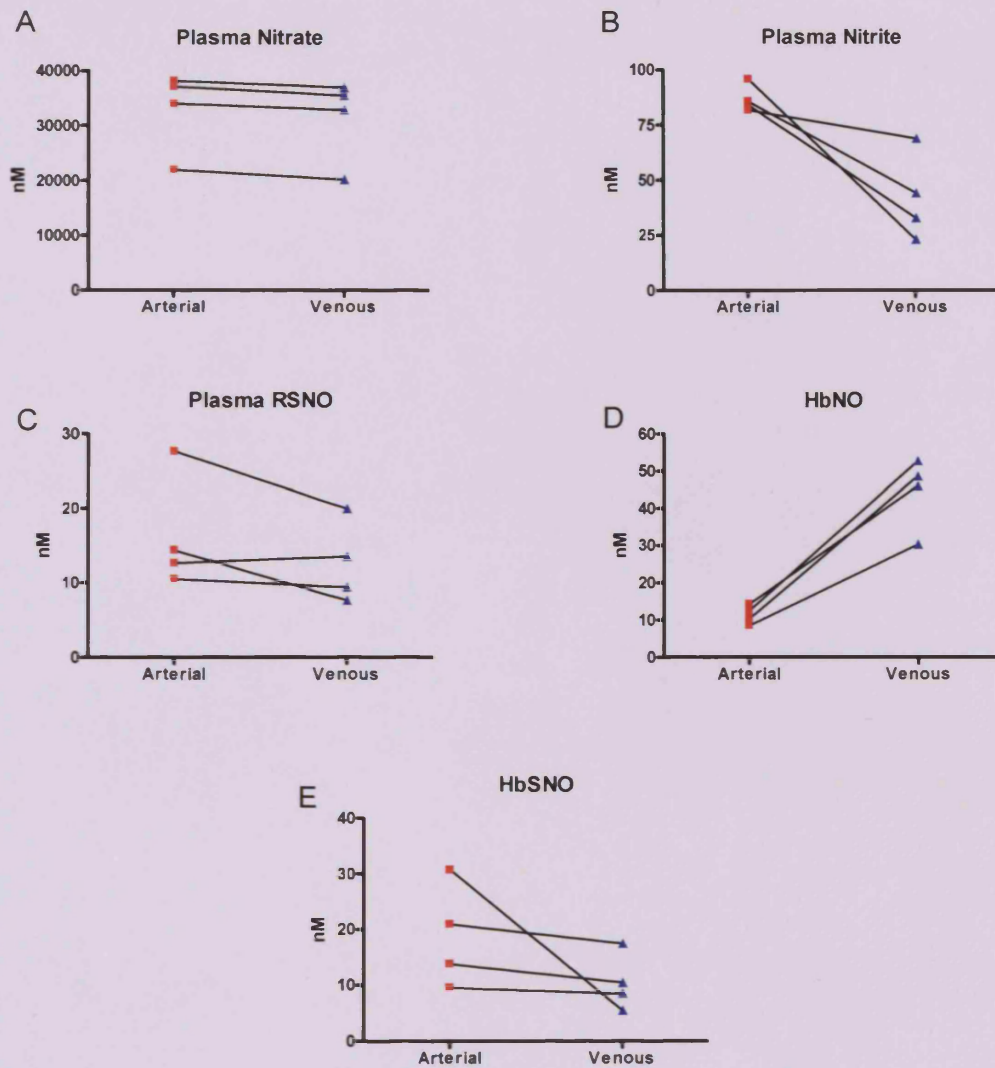 A
Plasma Nitrate
40000
30000
20000
10000
0
nM
Arterial Venous
B
Plasma Nitrite
100
75
50
25
0
nM
Arterial Venous
C
Plasma RSNO
30
20
10
0
nM
Arterial Venous
D
HbNO
60
50
40
30
20
10
0
nM
Arterial Venous
E
HbSNO
40
30
20
10
0
nM
Arterial Venous